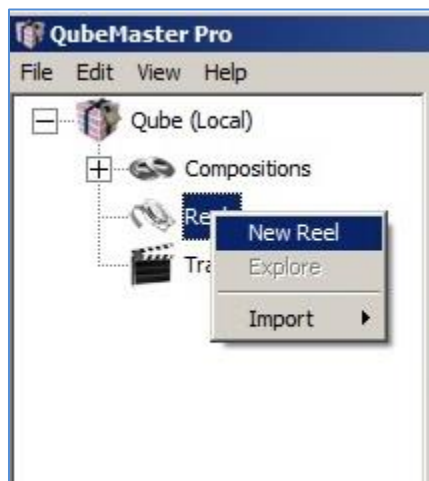 QubeMaster Pro
File Edit View Help
Qube (Local)
Compositions
New Reel
Explore
Import